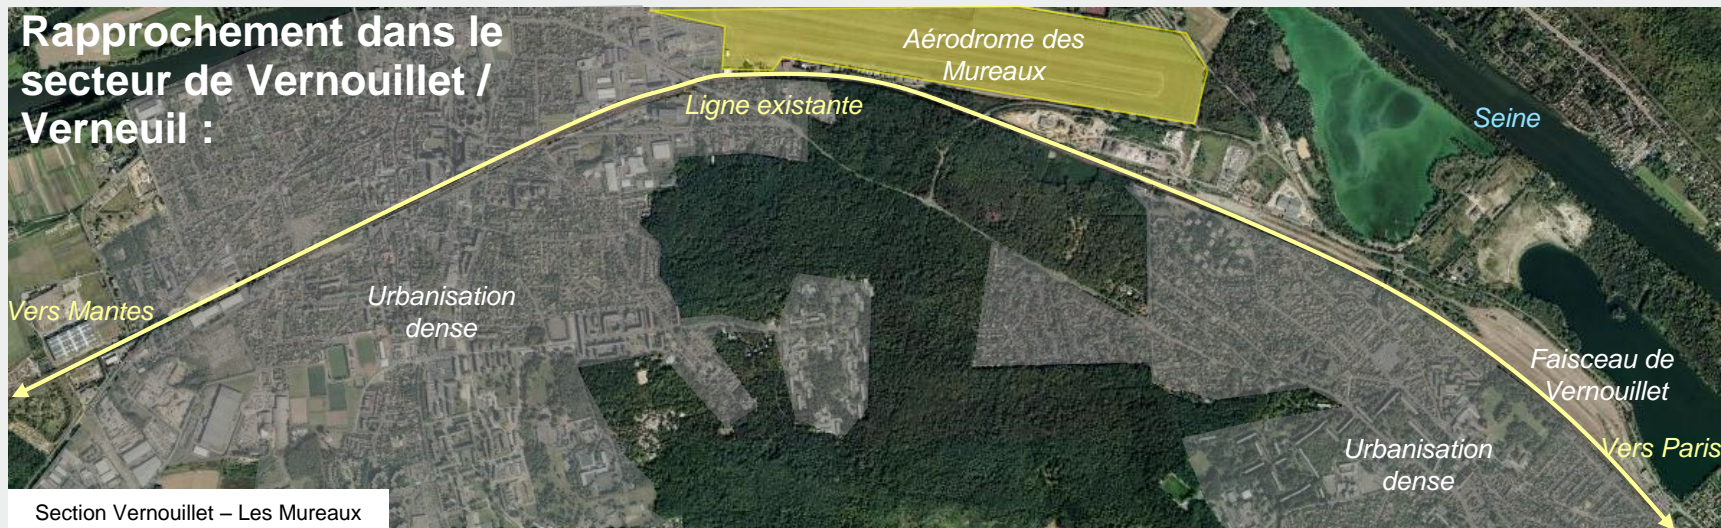 Rapprochement dans le
secteur de Vernouillet /
Verneuil :
Aérodrome des
Mureaux
Ligne existante
Seine
Vers Mantes
Urbanisation
dense
Faisceau de
Vernouillet
Urbanisation
dense
Vers Paris
Section Vernouillet – Les Mureaux